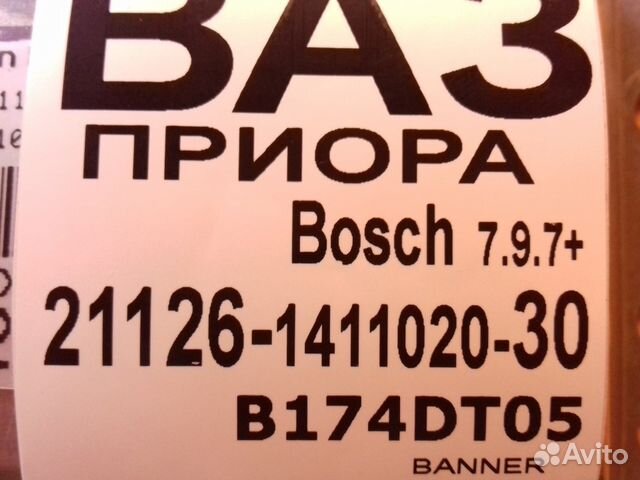 ВАЗ
ПРИОРА
Bosch 7.9.7+
21126-1411020-30
B174DT05
BANNER
Avito